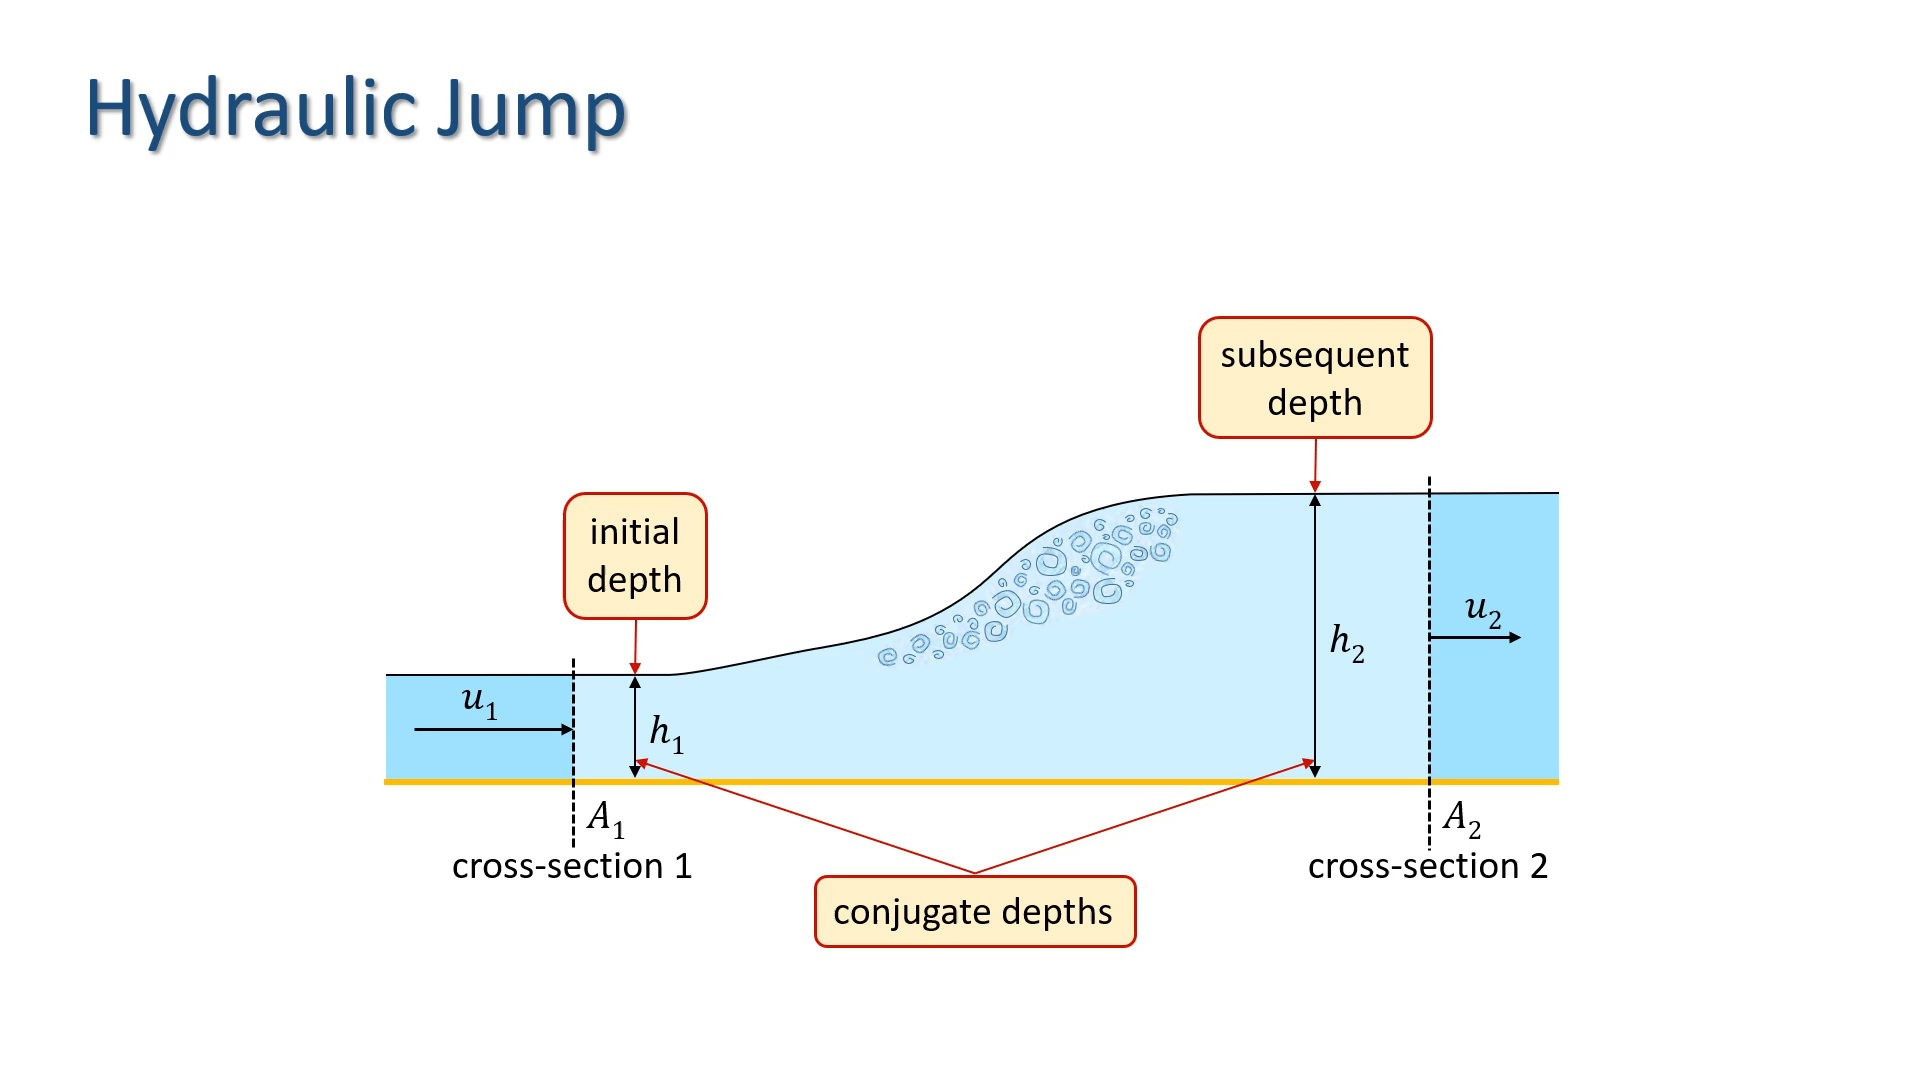 Hydraulic Jump
subsequent
depth
initial
depth
u₂
h₂
u₁
h₁
A₁
A₂
cross-section 1
cross-section 2
conjugate depths